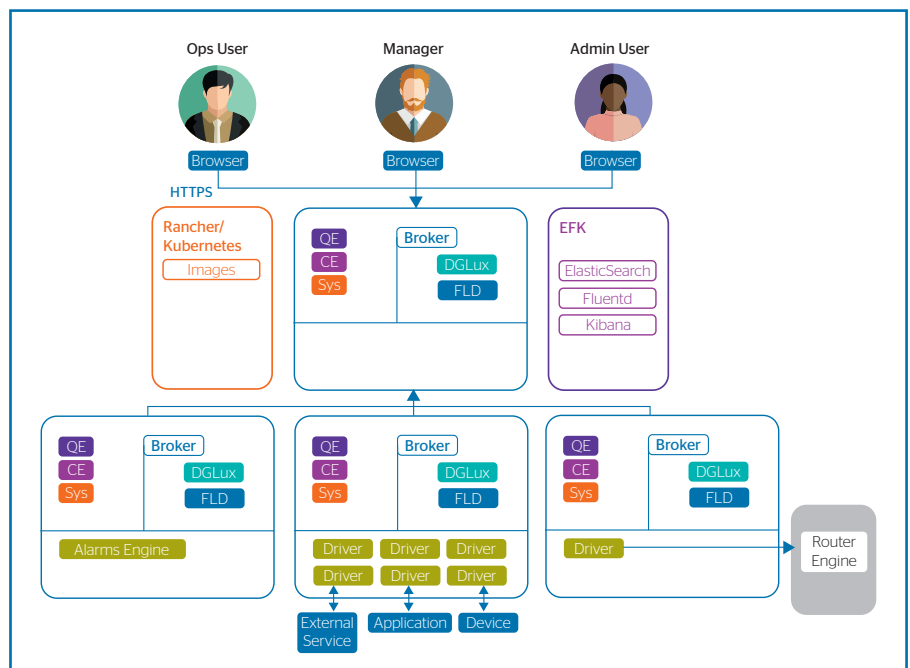 Ops User
Manager
Admin User
Browser
Browser
Browser
HTTPS
Rancher/
Kubernetes
Images
QE
CE
Sys
Broker
DGLux
FLD
EFK
ElasticSearch
Fluentd
Kibana
QE
CE
Sys
Broker
DGLux
FLD
Alarms Engine
QE
CE
Sys
Broker
DGLux
FLD
Driver
Driver
Driver
Driver
Driver
Driver
External
Service
Application
Device
QE
CE
Sys
Broker
DGLux
FLD
Driver
Router
Engine